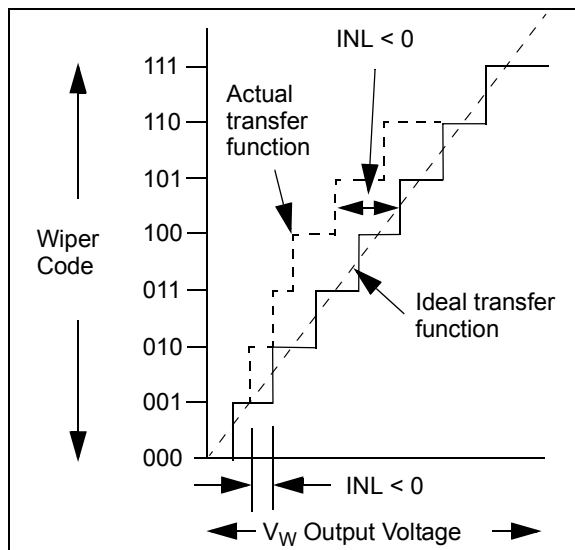 INL < 0
111
110
101
100
011
010
001
000
Actual
transfer
function
Wiper
Code
Ideal transfer
function
INL < 0
V_W Output Voltage